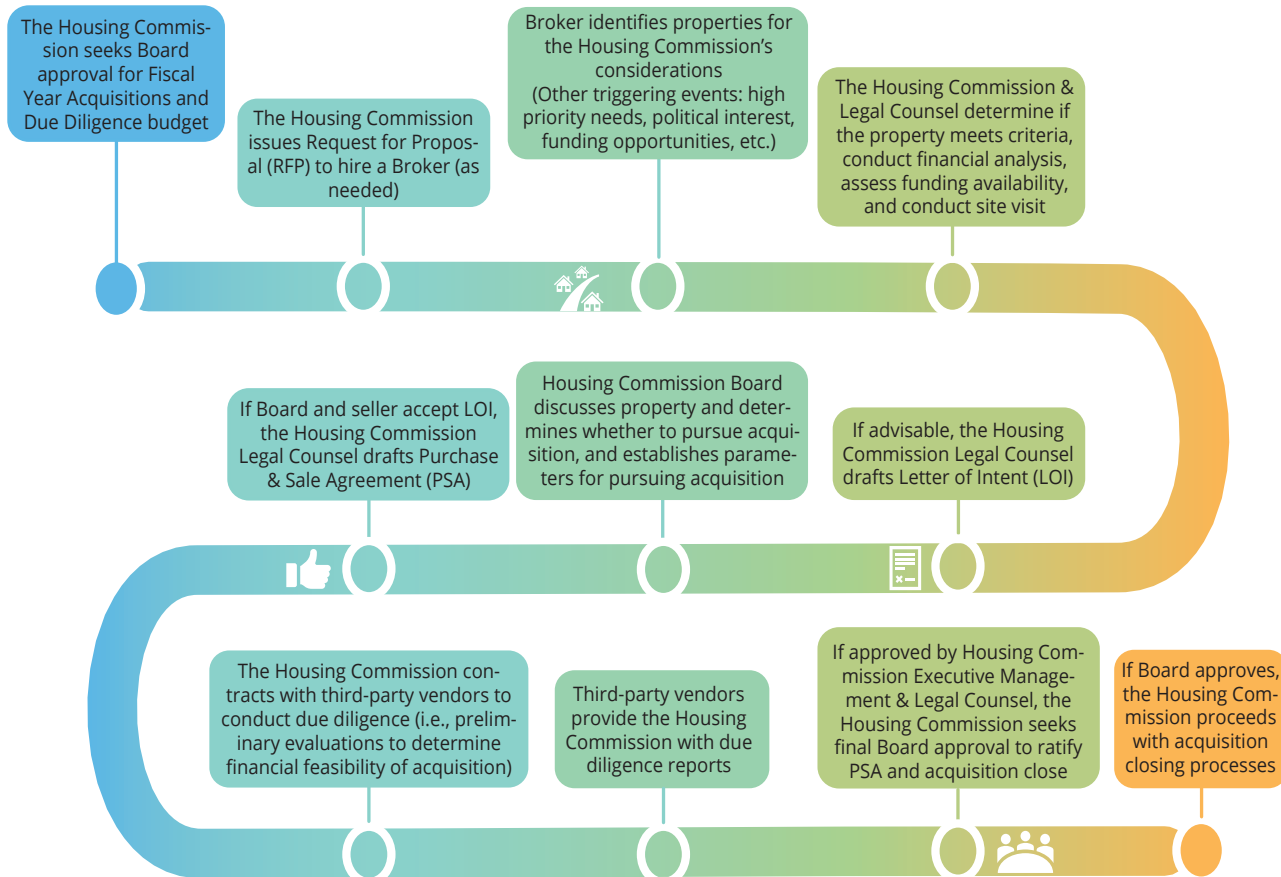 The Housing Commis-
sion seeks Board
approval for Fiscal
Year Acquisitions and
Due Diligence budget
The Housing Commission
issues Request for Propos-
al (RFP) to hire a Broker (as
needed)
Broker identifies properties for
the Housing Commission’s
considerations
(Other triggering events: high
priority needs, political interest,
funding opportunities, etc.)
The Housing Commission &
Legal Counsel determine if
the property meets criteria,
conduct financial analysis,
assess funding availability,
and conduct site visit
If advisable, the Housing
Commission Legal Counsel
drafts Letter of Intent (LOI)
Housing Commission Board
discusses property and deter-
mines whether to pursue acqui-
sition, and establishes parame-
ters for pursuing acquisition
If Board and seller accept LOI,
the Housing Commission
Legal Counsel drafts Purchase
& Sale Agreement (PSA)
The Housing Commission con-
tracts with third-party vendors to
conduct due diligence (i.e., prelim-
inary evaluations to determine
financial feasibility of acquisition)
Third-party vendors
provide the Housing
Commission with due
diligence reports
If approved by Housing Com-
mission Executive Manage-
ment & Legal Counsel, the
Housing Commission seeks
final Board approval to ratify
PSA and acquisition close
If Board approves,
the Housing Com-
mission proceeds
with acquisition
closing processes